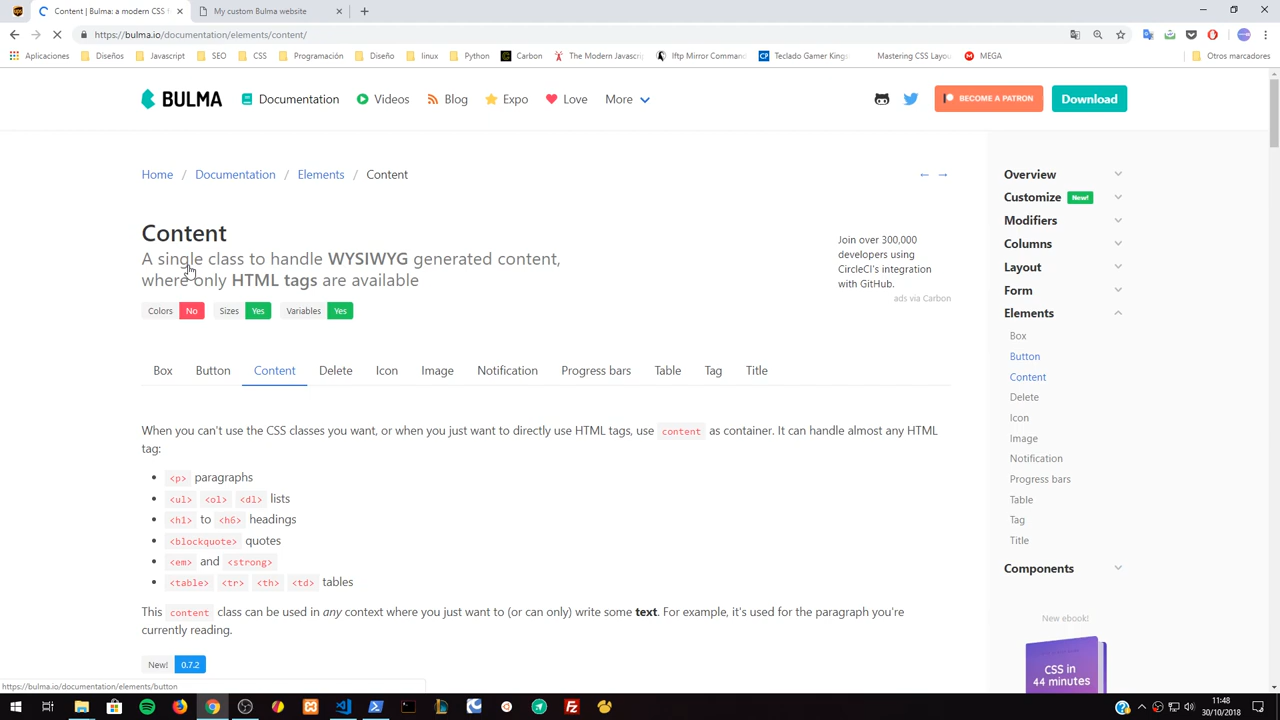 Content | Bulma: a modern CSS
My custom Bulma website
https://bulma.io/documentation/elements/content/
Aplicaciones
Diseños
Javascript
SEO
CSS
Programación
Diseño
linux
Python
Carbon
The Modern Javascri
lftp Mirror Comman
Teclado Gamer King
Mastering CSS Layou
MEGA
Otros marcadores
BULMA
Documentation
Videos
Blog
Expo
Love
More
BECOME A PATRON
Download
Home / Documentation / Elements / Content
← →
Content
A single class to handle WYSIWYG generated content,
where only HTML tags are available
Colors No
Sizes Yes
Variables Yes
Join over 300,000
developers using
CircleCI's integration
with GitHub.
ads via Carbon
Box
Button
Content
Delete
Icon
Image
Notification
Progress bars
Table
Tag
Title
When you can't use the CSS classes you want, or when you just want to directly use HTML tags, use content as container. It can handle almost any HTML
tag:
• <p> paragraphs
• <ul> <ol> <dl> lists
• <h1> to <h6> headings
• <blockquote> quotes
• <em> and <strong>
• <table> <tr> <th> <td> tables
This content class can be used in any context where you just want to (or can only) write some text. For example, it's used for the paragraph you're
currently reading.
New! 0.7.2
Overview
Customize New!
Modifiers
Columns
Layout
Form
Elements
Box
Button
Content
Delete
Icon
Image
Notification
Progress bars
Table
Tag
Title
Components
New ebook!
CSS in
44 minutes
https://bulma.io/documentation/elements/button
11:48
30/10/2018